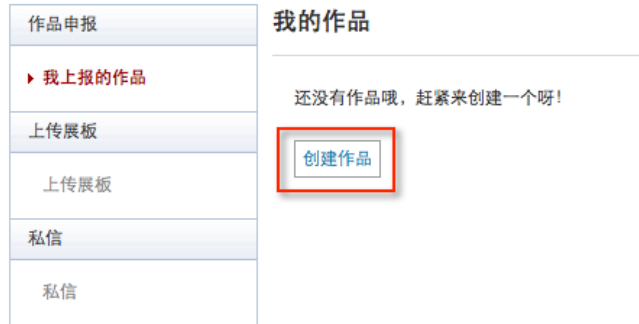 作品申报
我上报的作品
上传展板
上传展板
私信
私信
我的作品
还没有作品哦，赶紧来创建一个呀！
创建作品